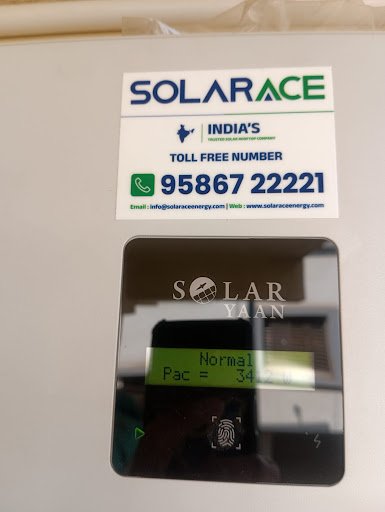 SOLARACE
INDIA'S
TRUSTED SOLAR ROOFTOP COMPANY
TOLL FREE NUMBER
95867 22221
Email : info@solaraceenergy.com | Web : www.solaraceenergy.com
SOLAR
YAAN
Normal
Pac = W